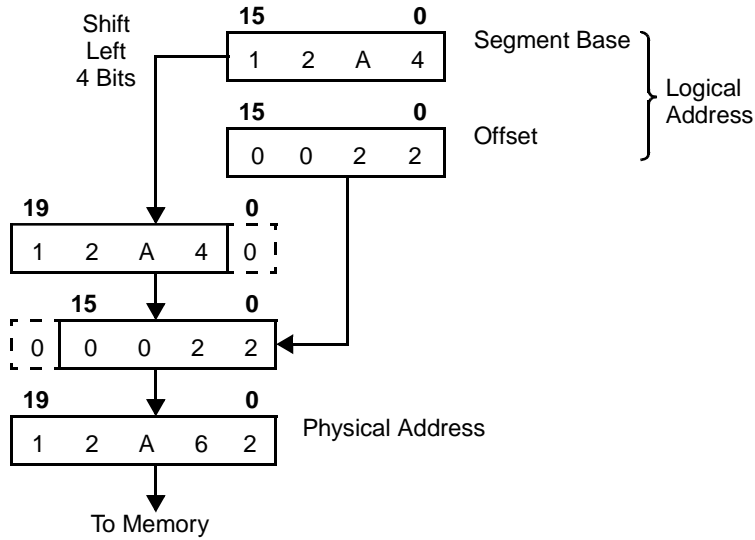 Shift
Left
4 Bits
15 0
1 2 A 4
Segment Base
15 0
0 0 2 2
Offset
Logical
Address
19 0
1 2 A 4 0
15 0
0 0 0 2 2
19 0
1 2 A 6 2
Physical Address
To Memory